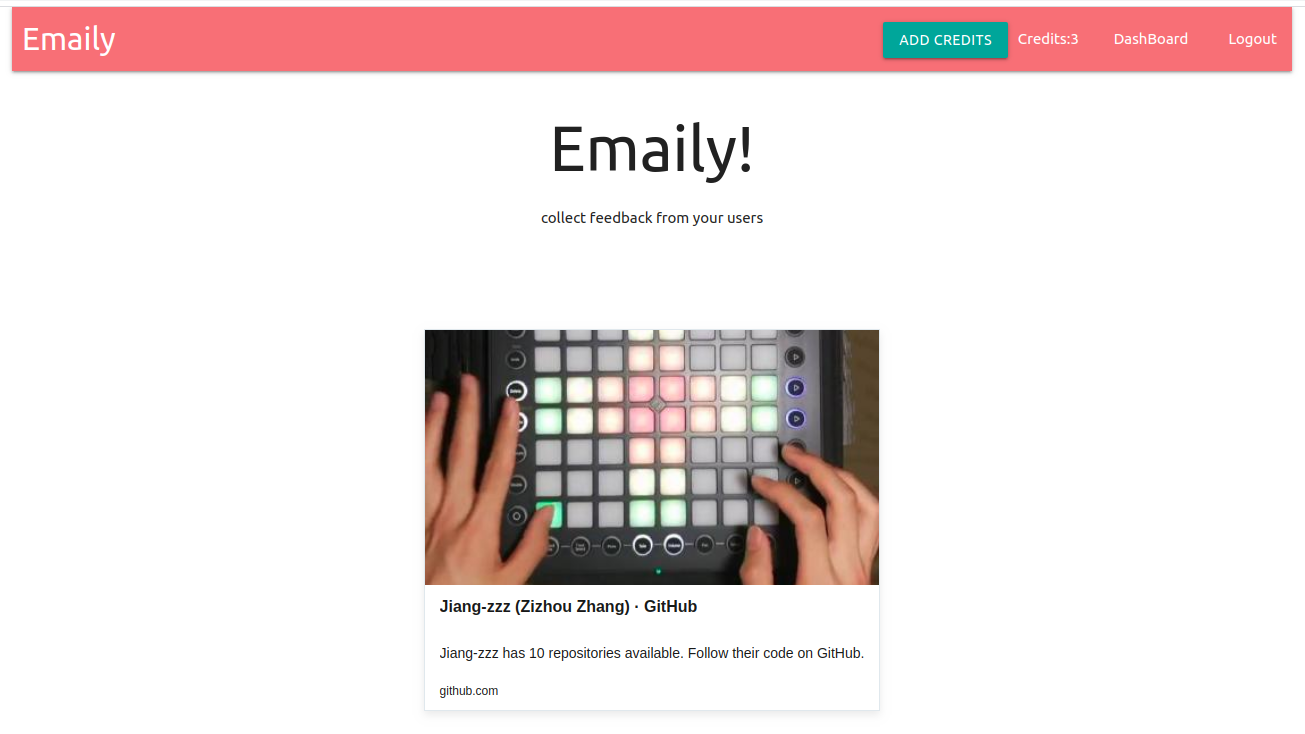 Emaily
ADD CREDITS
Credits:3
DashBoard
Logout
Emaily!
collect feedback from your users
Jiang-zzz (Zizhou Zhang) · GitHub
Jiang-zzz has 10 repositories available. Follow their code on GitHub.
github.com